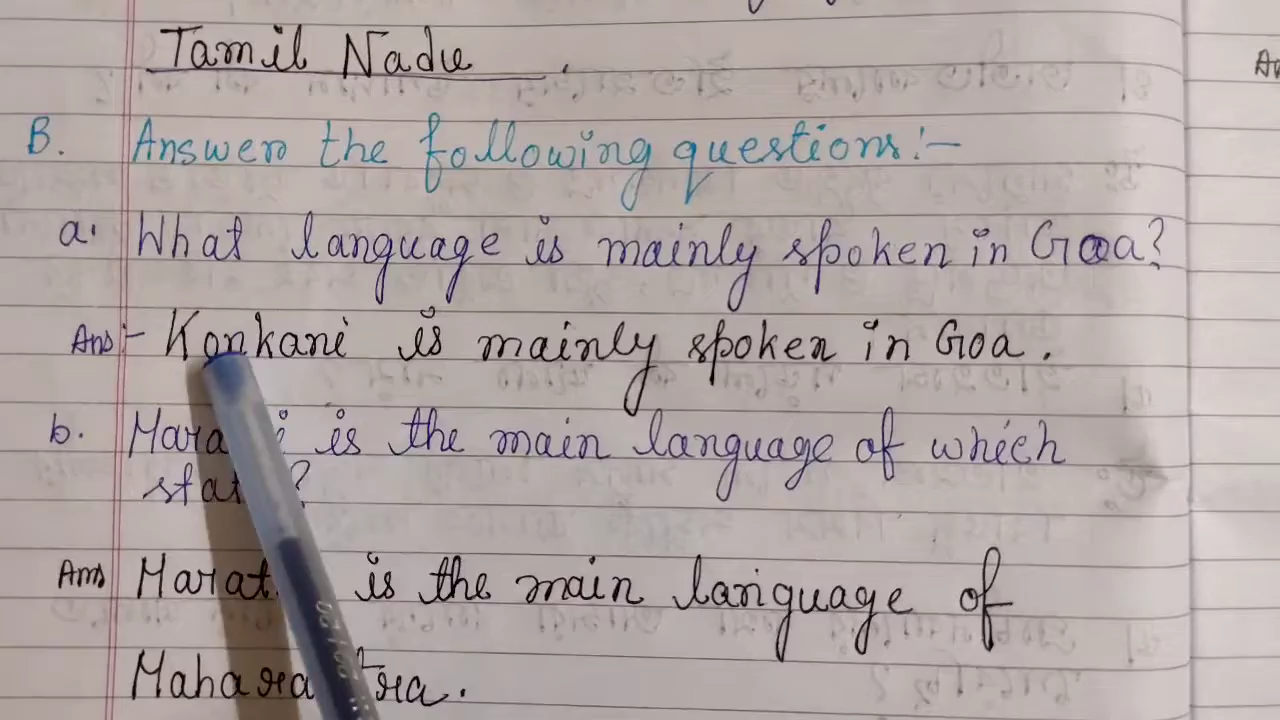 Tamil Nadu.
B. Answer the following questions:-
a. What language is mainly spoken in Goa?
Ans:- Konkani is mainly spoken in Goa.
b. is the main language of which
?
Ans is the main language of